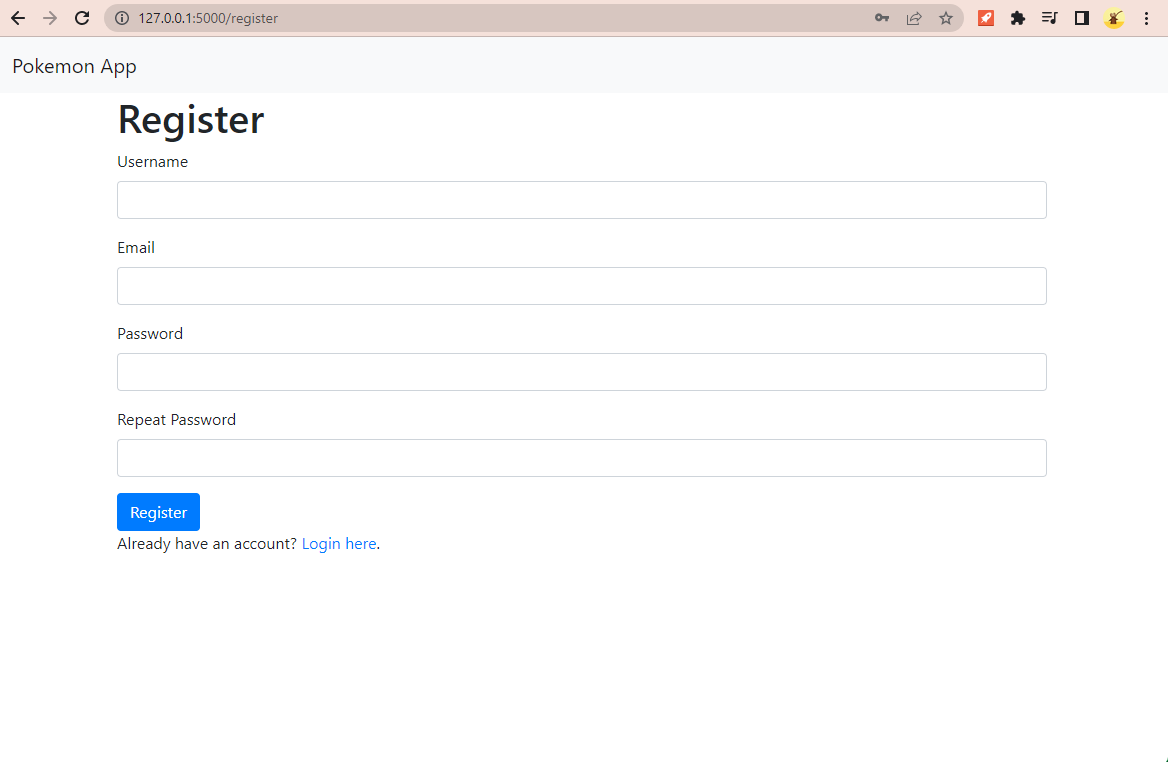 127.0.0.1:5000/register
Pokemon App
Register
Username
Email
Password
Repeat Password
Register
Already have an account? Login here.